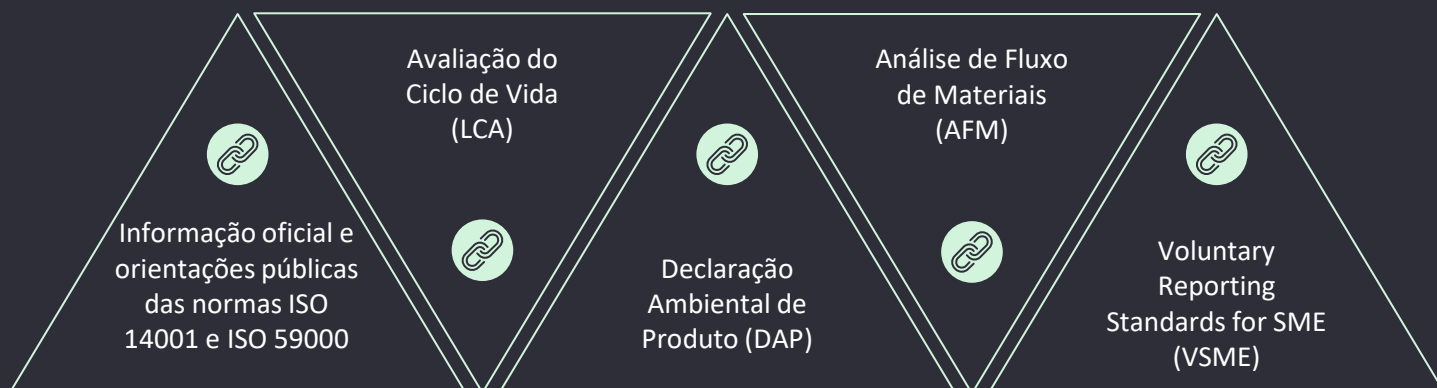 Informação oficial e
orientações públicas
das normas ISO
14001 e ISO 59000
Avaliação do
Ciclo de Vida
(LCA)
Declaração
Ambiental de
Produto (DAP)
Análise de Fluxo
de Materiais
(AFM)
Voluntary
Reporting
Standards for SME
(VSME)